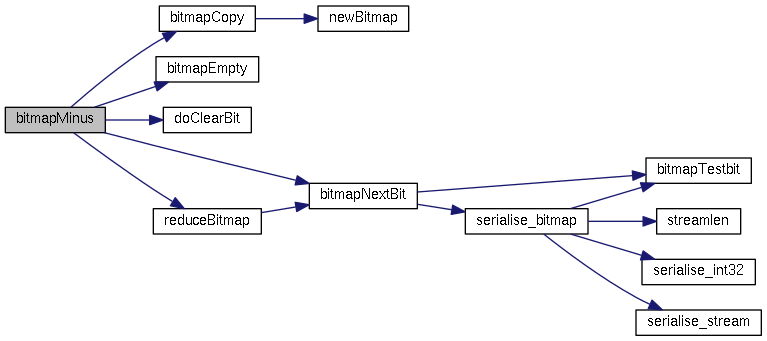 bitmapCopy
newBitmap
bitmapEmpty
bitmapMinus
doClearBit
bitmapTestbit
bitmapNextBit
reduceBitmap
serialise_bitmap
streamlen
serialise_int32
serialise_stream